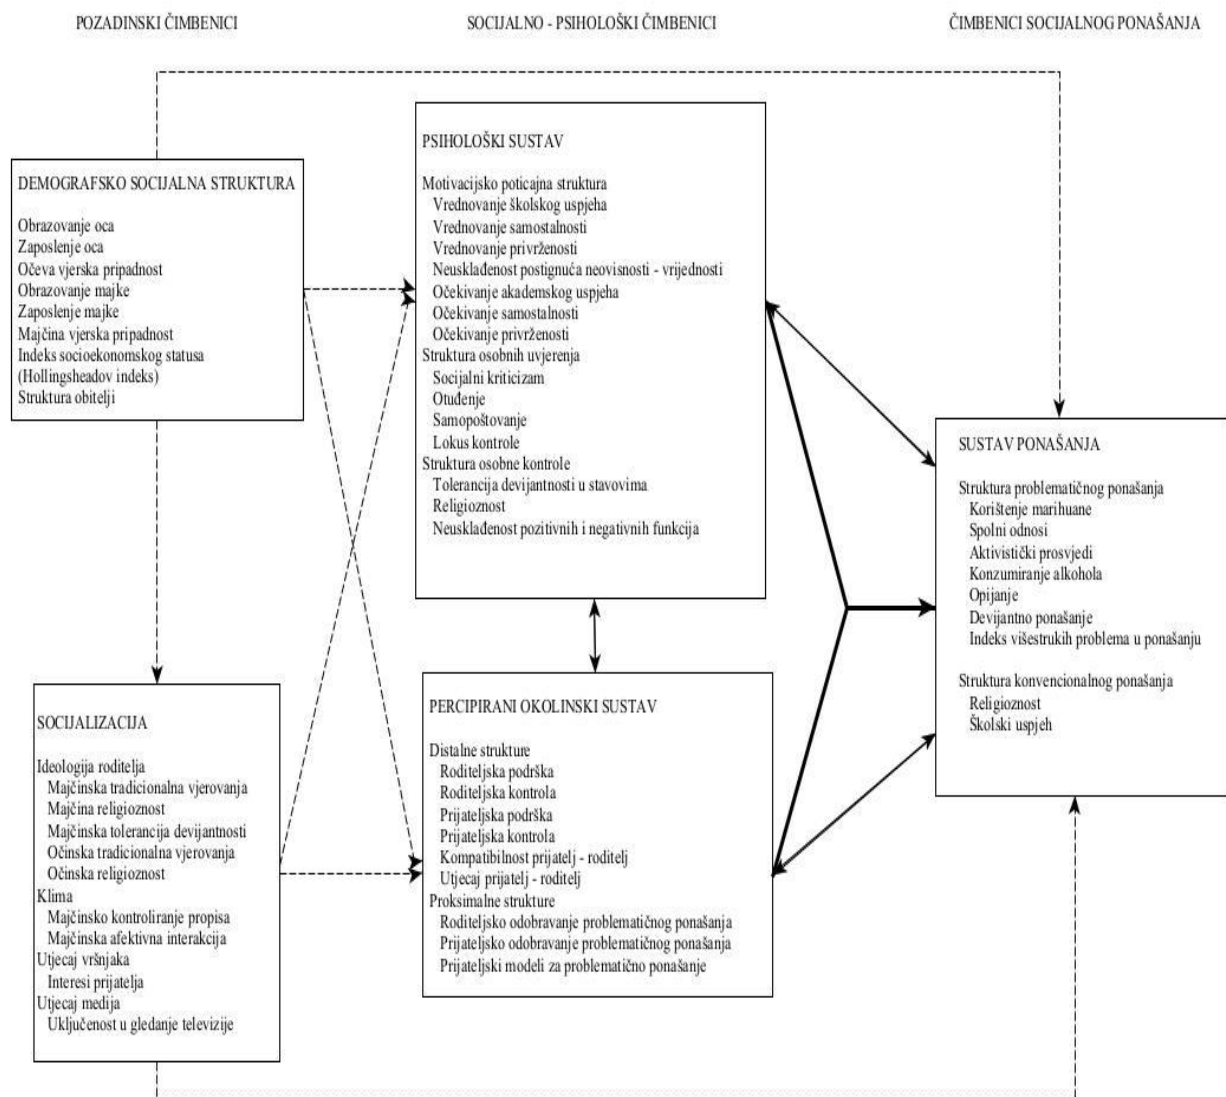 POZADINSKI ČIMBENICI
SOCIJALNO - PSIHOLOŠKI ČIMBENICI
ČIMBENICI SOCIJALNOG PONAŠANJA
DEMOGRAFSKO SOCIJALNA STRUKTURA
Obrazovanje oca
Zaposlenje oca
Očeva vjerska pripadnost
Obrazovanje majke
Zaposlenje majke
Majčina vjerska pripadnost
Indeks socioekonomskog statusa
(Hollingsheadov indeks)
Struktura obitelji
SOCIJALIZACIJA
Ideologija roditelja
Majčinska tradicionalna vjerovanja
Majčina religioznost
Majčinska tolerancija devijantnosti
Očinska tradicionalna vjerovanja
Očinska religioznost
Klima
Majčinsko kontroliranje propisa
Majčinska afektivna interakcija
Utjecaj vršnjaka
Interesi prijatelja
Utjecaj medija
Uključenost u gledanje televizije
PSIHOLOŠKI SUSTAV
Motivacijsko poticajna struktura
Vrednovanje školskog uspjeha
Vrednovanje samostalnosti
Vrednovanje privrženosti
Neusklađenost postignuća neovisnosti - vrijednosti
Očekivanje akademskog uspjeha
Očekivanje samostalnosti
Očekivanje privrženosti
Struktura osobnih uvjerenja
Socijalni kriticizam
Otuđenje
Samopoštovanje
Lokus kontrole
Struktura osobne kontrole
Tolerancija devijantnosti u stavovima
Religioznost
Neusklađenost pozitivnih i negativnih funkcija
PERCIPIRANI OKOLINSKI SUSTAV
Distalne strukture
Roditeljska podrška
Roditeljska kontrola
Prijateljska podrška
Prijateljska kontrola
Kompatibilnost prijatelj - roditelj
Utjecaj prijatelj - roditelj
Proksimalne strukture
Roditeljsko odobravanje problematičnog ponašanja
Prijateljsko odobravanje problematičnog ponašanja
Prijateljski modeli za problematično ponašanje
SUSTAV PONAŠANJA
Struktura problematičnog ponašanja
Korištenje marihuane
Spolni odnosi
Aktivistički prosvjedi
Konzumiranje alkohola
Opijanje
Devijantno ponašanje
Indeks višestrukih problema u ponašanju
Struktura konvencionalnog ponašanja
Religioznost
Školski uspjeh